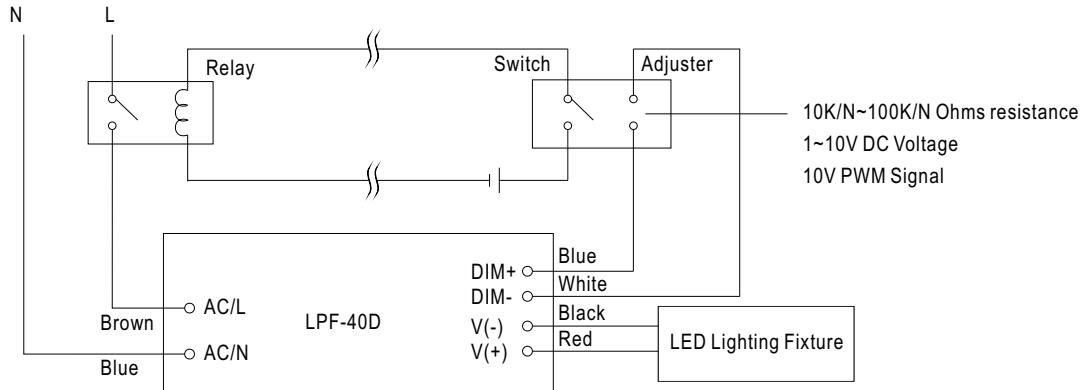 N L
Relay
Switch
Adjuster
10K/N~100K/N Ohms resistance
1~10V DC Voltage
10V PWM Signal
Blue
DIM+
White
DIM-
Black
V(-)
Red
V(+)
AC/L
Brown
LPF-40D
AC/N
Blue
LED Lighting Fixture